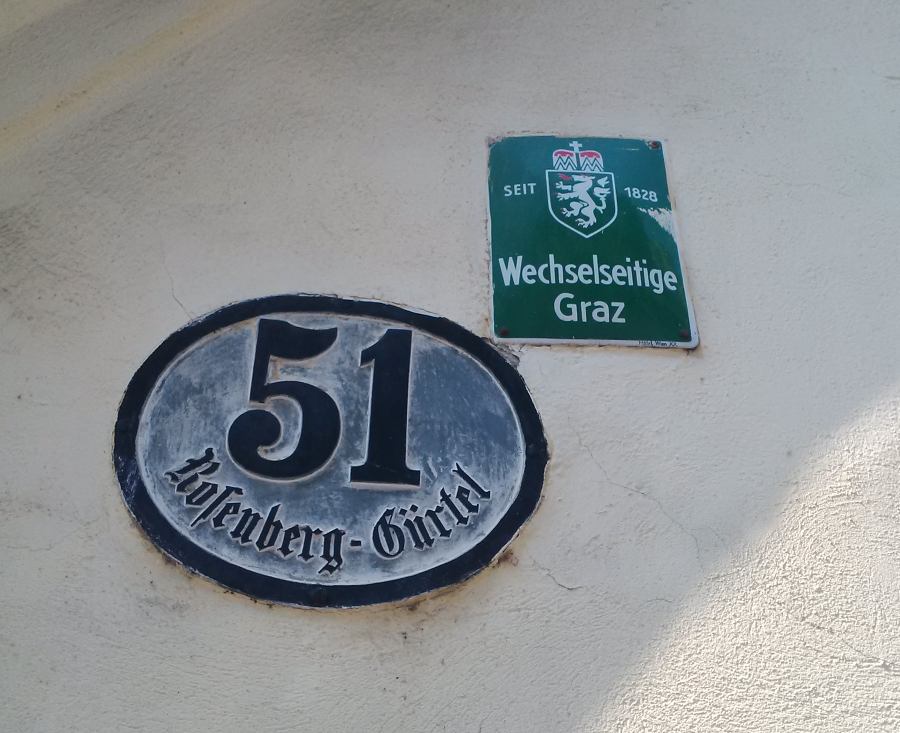 SEIT 1828
Wechselseitige
Graz
51
Rosenberg-Gürtel